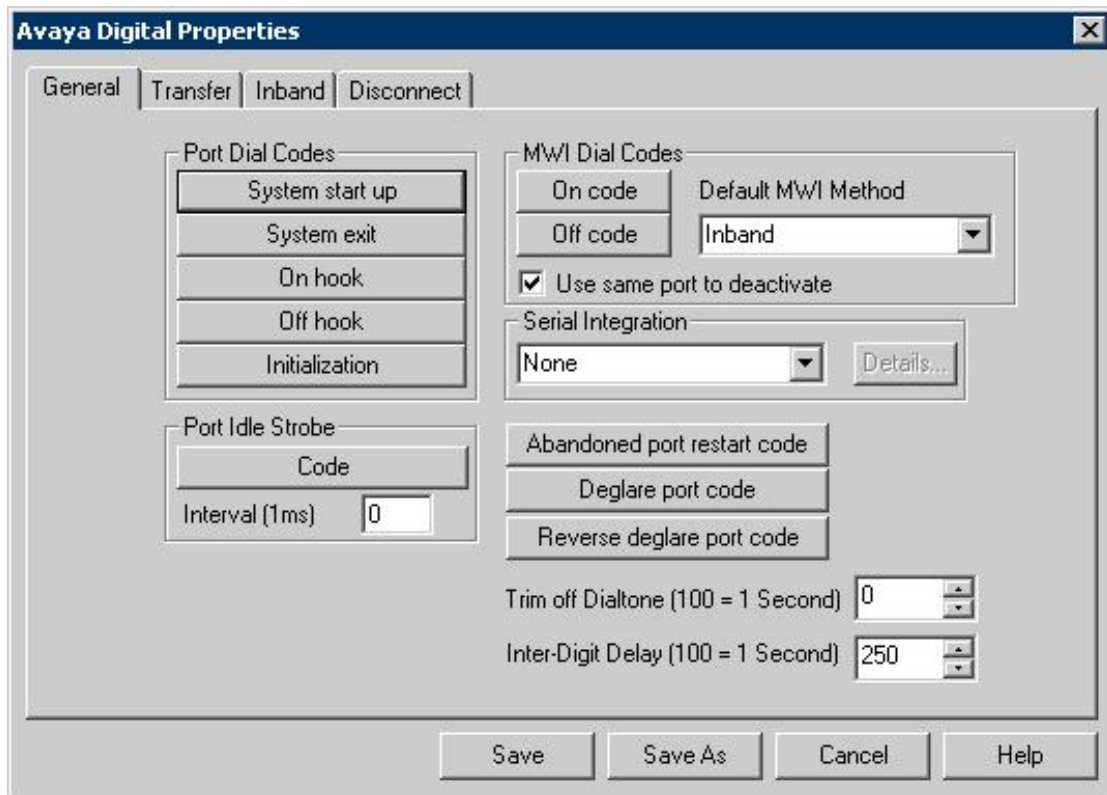 Avaya Digital Properties
General
Transfer
Inband
Disconnect
Port Dial Codes
System start up
System exit
On hook
Off hook
Initialization
Port Idle Strobe
Code
Interval (1ms)
0
MWI Dial Codes
On code
Off code
Default MWI Method
Inband
Use same port to deactivate
Serial Integration
None
Details...
Abandoned port restart code
Deglare port code
Reverse deglare port code
Trim off Dialtone (100 = 1 Second)
0
Inter-Digit Delay (100 = 1 Second)
250
Save
Save As
Cancel
Help